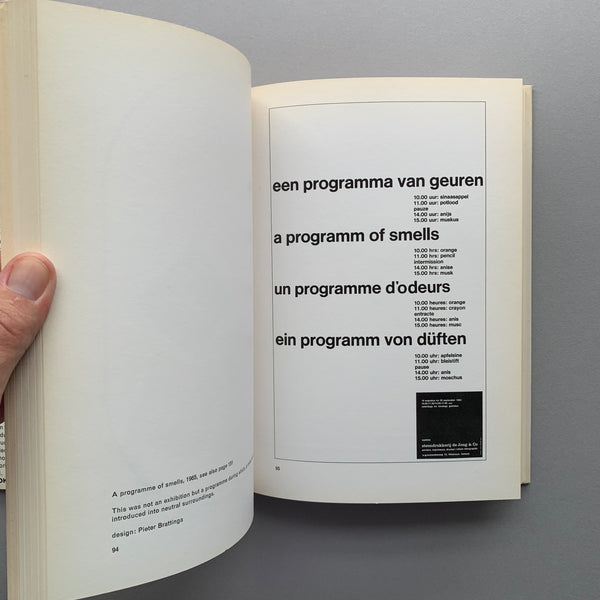 A programme of smells, 1965, see also page 131
This was not an exhibition but a programme during which
introduced into neutral surroundings.
design: Pieter Brattinga
94
een programma van geuren
10.00 uur: sinaasappel
11.00 uur: potlood
pauze
14.00 uur: anijs
15.00 uur: muskus
a programm of smells
10.00 hrs: orange
11.00 hrs: pencil
intermission
14.00 hrs: anise
15.00 hrs: musk
un programme d'odeurs
10.00 heures: orange
11.00 heures: crayon
entracte
14.00 heures: anis
15.00 heures: musc
ein programm von düften
10.00 uhr: apfelsine
11.00 uhr: bleistift
pause
14.00 uhr: anis
15.00 uhr: moschus
steendrukkerij de Jong & Co
95